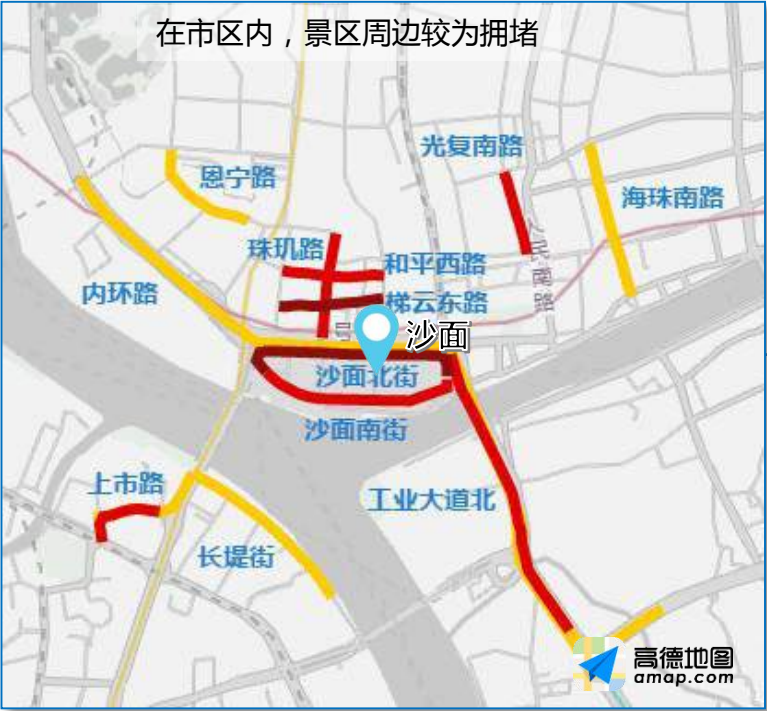 在市区内，景区周边较为拥堵
光复南路
恩宁路
海珠南路
珠玑路
和平西路
内环路
梯云东路
南路
沙面
沙面北街
沙面南街
上市路
工业大道北
长堤街
高德地图
amap.com